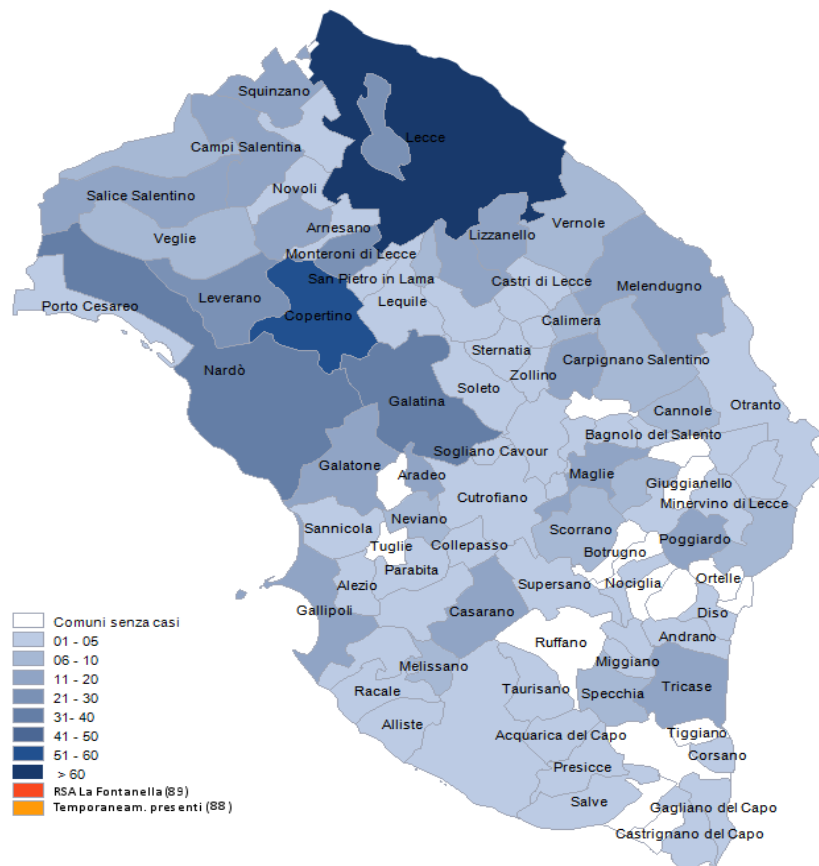 Squinzano
Lecce
Campi Salentina
Novoli
Salice Salentino
Arnesano
Vernole
Lizzanello
Veglie
Monteroni di Lecce
San Pietro in Lama
Castri di Lecce
Melendugno
Leverano
Lequile
Porto Cesareo
Copertino
Calimera
Sternatia
Carpignano Salentino
Nardò
Zollino
Soleto
Galatina
Otranto
Cannole
Bagnolo del Salento
Sogliano Cavour
Galatone
Aradeo
Maglie
Giuggianello
Cutrofiano
Minervino di Lecce
Neviano
Sannicola
Scorrano
Poggiardo
Tuglie
Collepasso
Botrugno
Parabita
Ortelle
Alezio
Supersano
Nociglia
Gallipoli
Casarano
Diso
Andrano
Ruffano
Melissano
Miggiano
Racale
Taurisano
Specchia
Tricase
Alliste
Acquarica del Capo
Tiggiano
Corsano
Presicce
Salve
Gagliano del Capo
Castrignano del Capo
Comuni senza casi
01 - 05
06 - 10
11 - 20
21 - 30
31- 40
41 - 50
51 - 60
> 60
RSA La Fontanella (89)
Temporaneam. presenti (88)